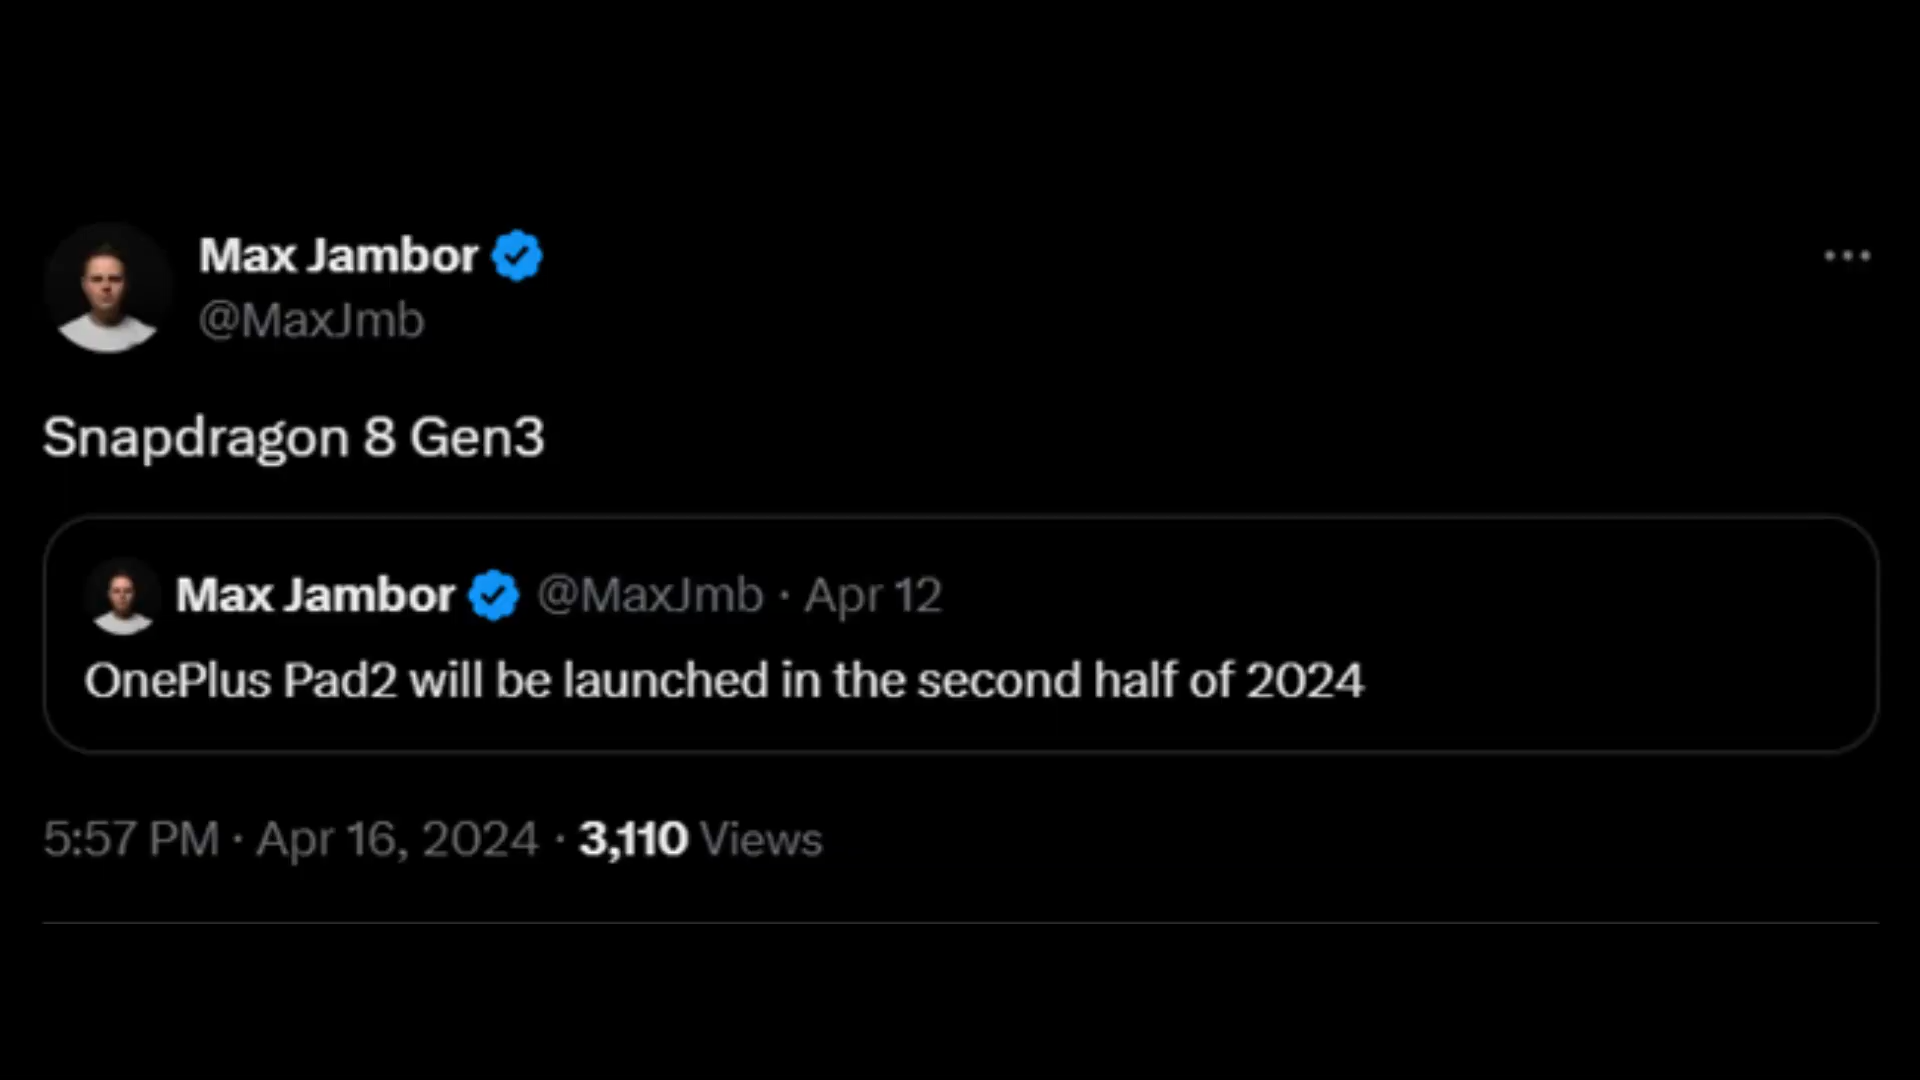 Max Jambor
@MaxJmb
Snapdragon 8 Gen3
Max Jambor @MaxJmb · Apr 12
OnePlus Pad2 will be launched in the second half of 2024
5:57 PM · Apr 16, 2024 · 3,110 Views